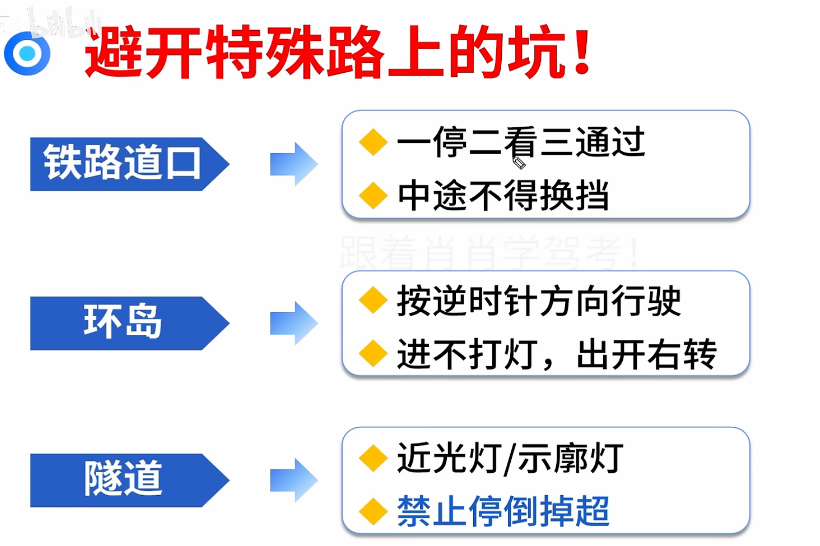 避开特殊路上的坑！
铁路道口
一停二看三通过
中途不得换挡
跟着肖肖学驾考！
环岛
按逆时针方向行驶
进不打灯，出开右转
隧道
近光灯/示廓灯
禁止停倒掉超